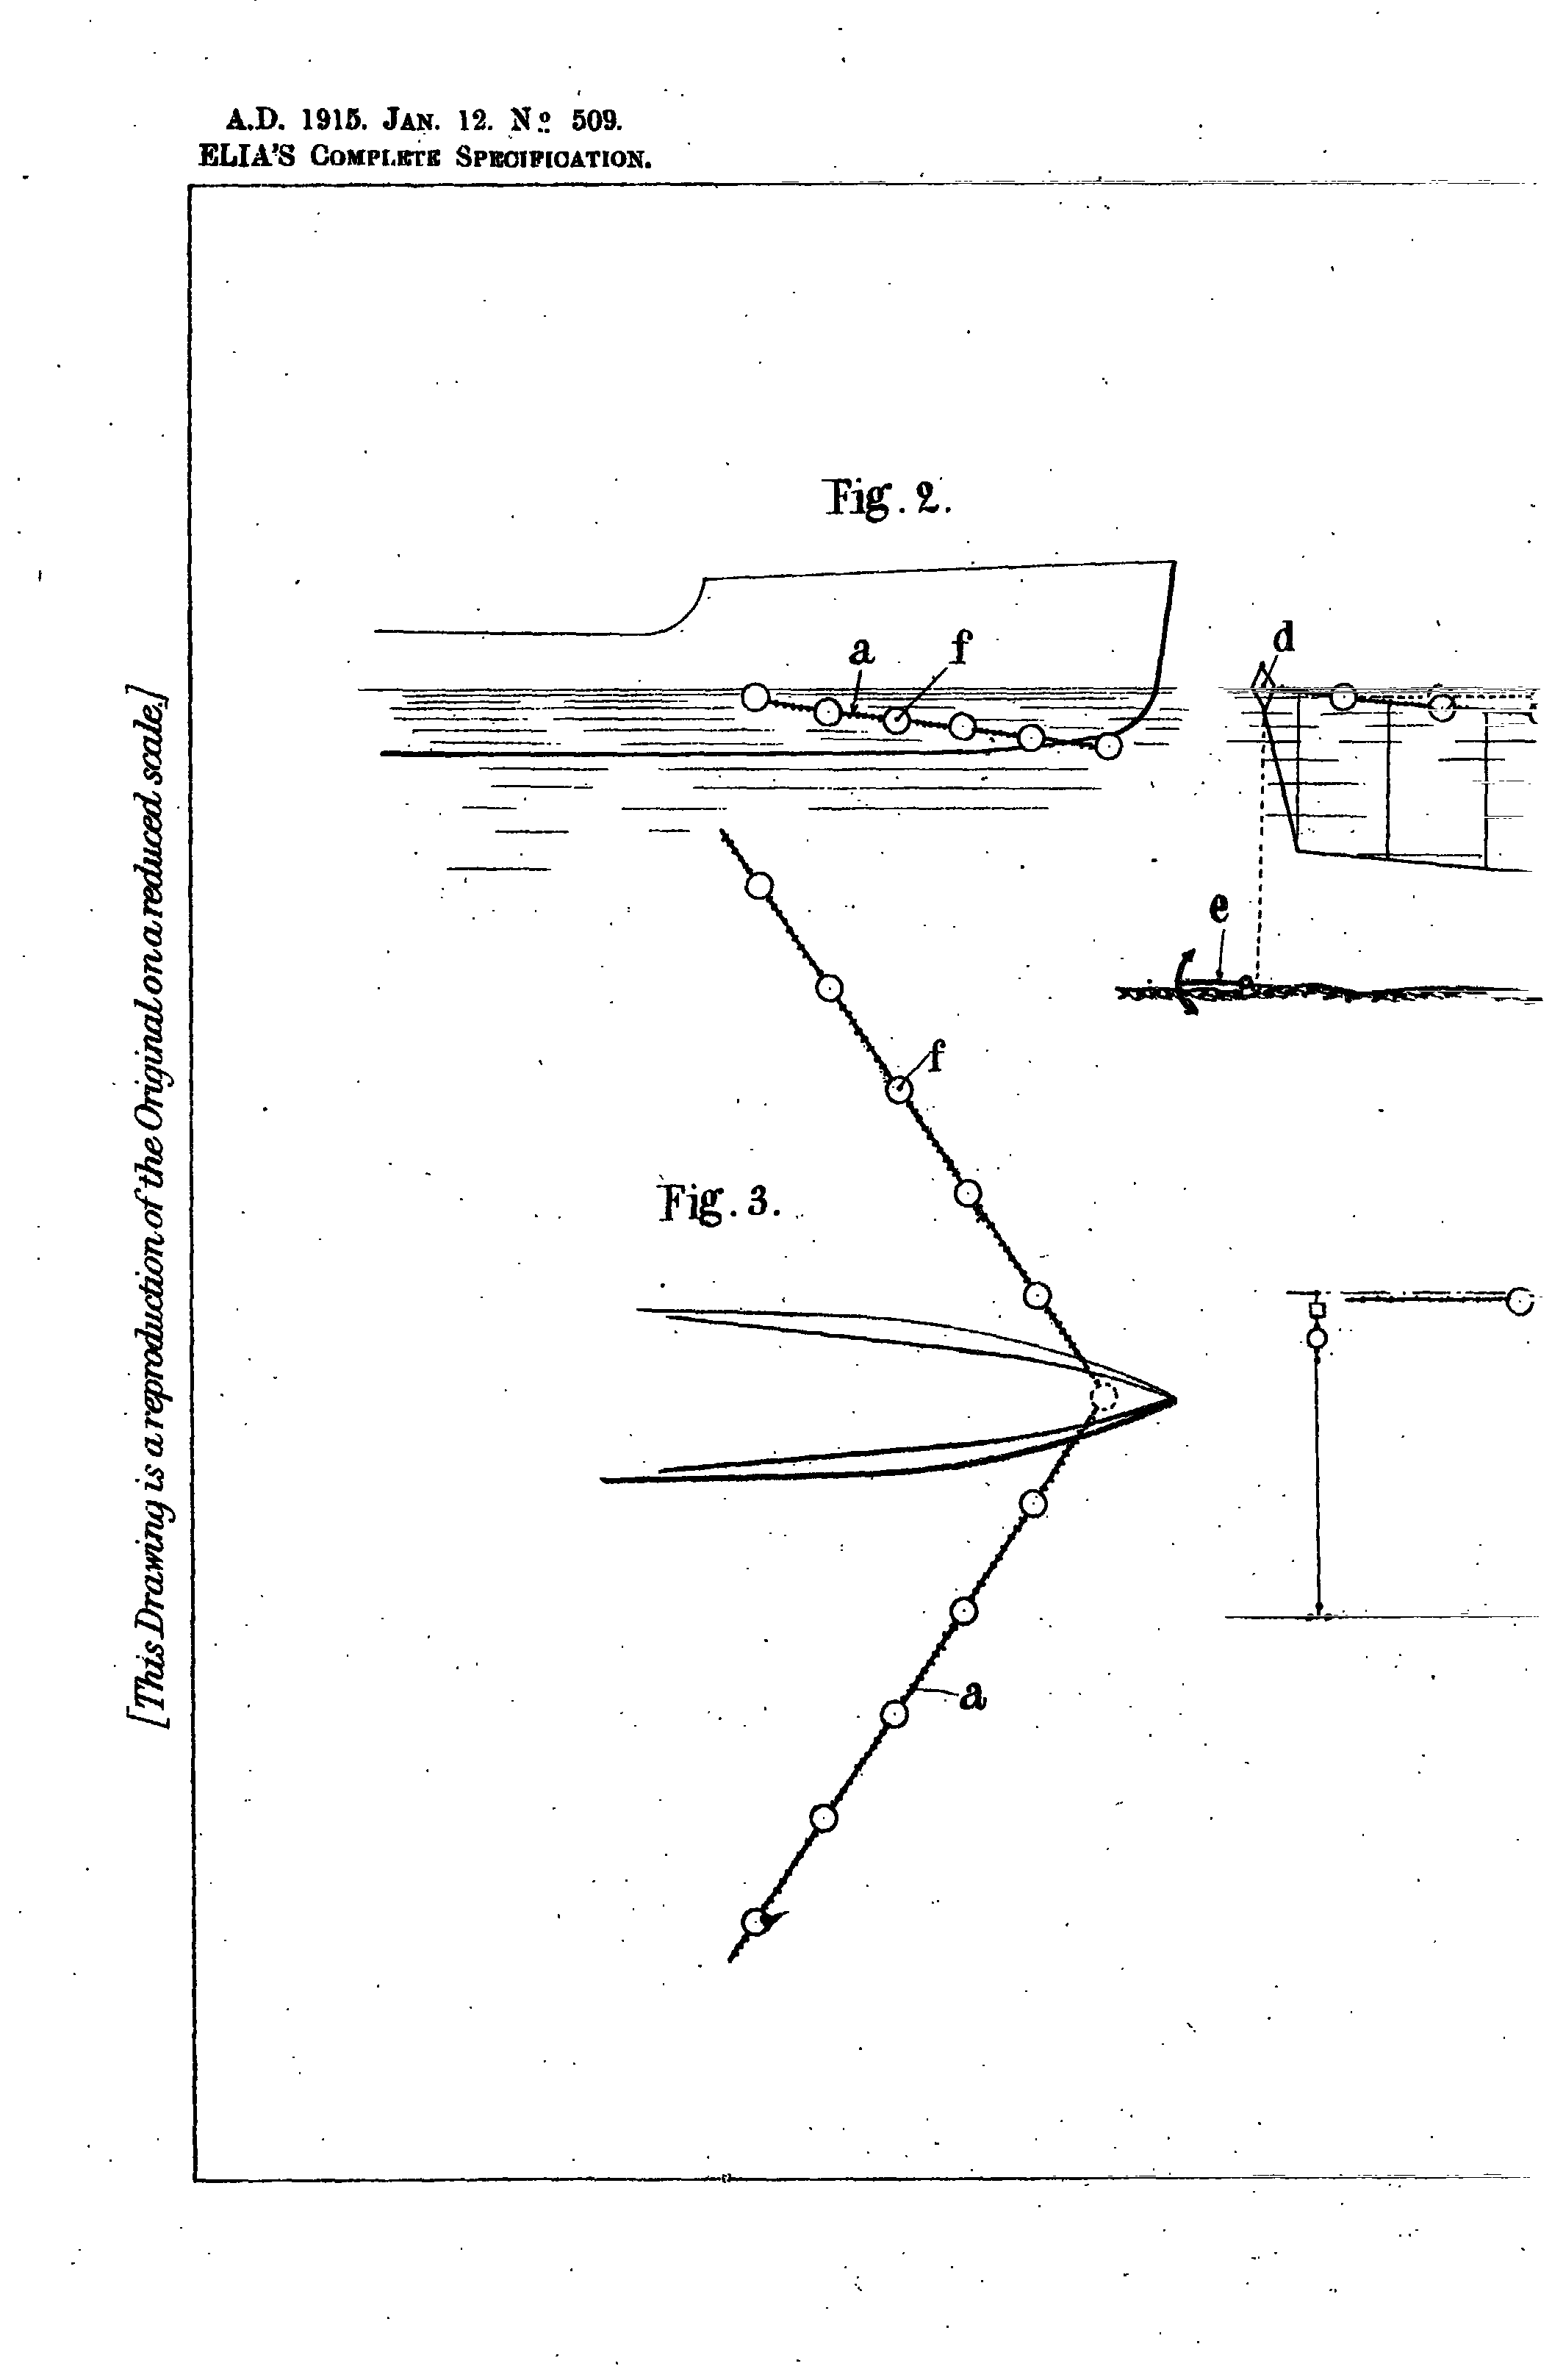 A.D. 1915. JAN. 12. No 509.
ELIA'S COMPLETE SPECIFICATION.
[This Drawing is a reproduction of the Original on a reduced scale.]
Fig. 2.
a
f
d
e
f
Fig. 3.
a